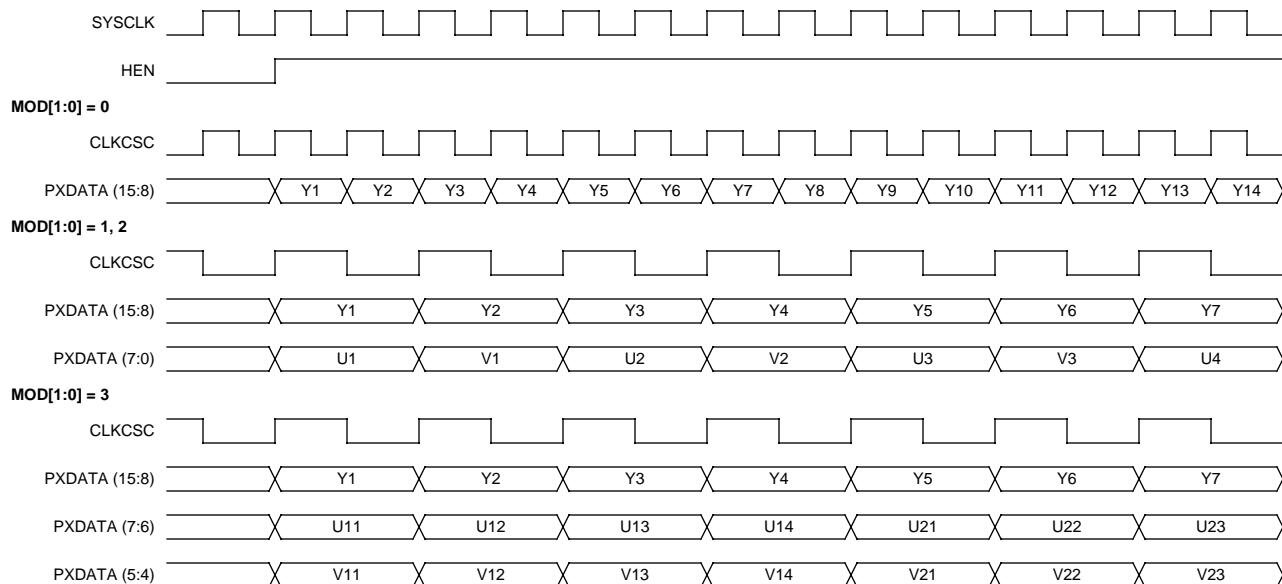 SYSCLK
HEN
MOD[1:0] = 0
CLKCSC
PXDATA (15:8) Y1 Y2 Y3 Y4 Y5 Y6 Y7 Y8 Y9 Y10 Y11 Y12 Y13 Y14
MOD[1:0] = 1, 2
CLKCSC
PXDATA (15:8) Y1 Y2 Y3 Y4 Y5 Y6 Y7
PXDATA (7:0) U1 V1 U2 V2 U3 V3 U4
MOD[1:0] = 3
CLKCSC
PXDATA (15:8) Y1 Y2 Y3 Y4 Y5 Y6 Y7
PXDATA (7:6) U11 U12 U13 U14 U21 U22 U23
PXDATA (5:4) V11 V12 V13 V14 V21 V22 V23